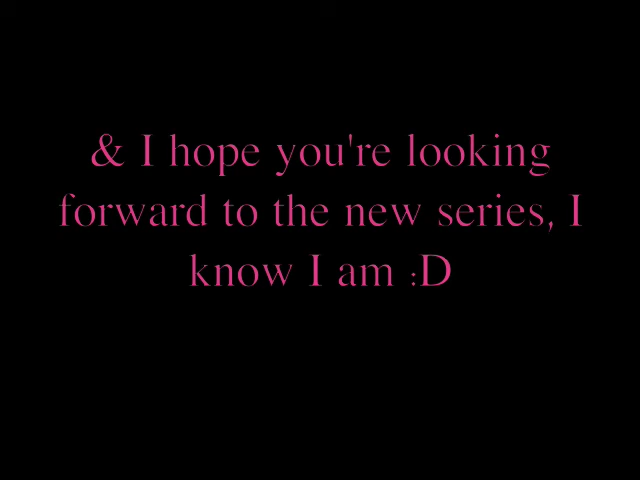 & I hope you're looking
forward to the new series, I
know I am :D